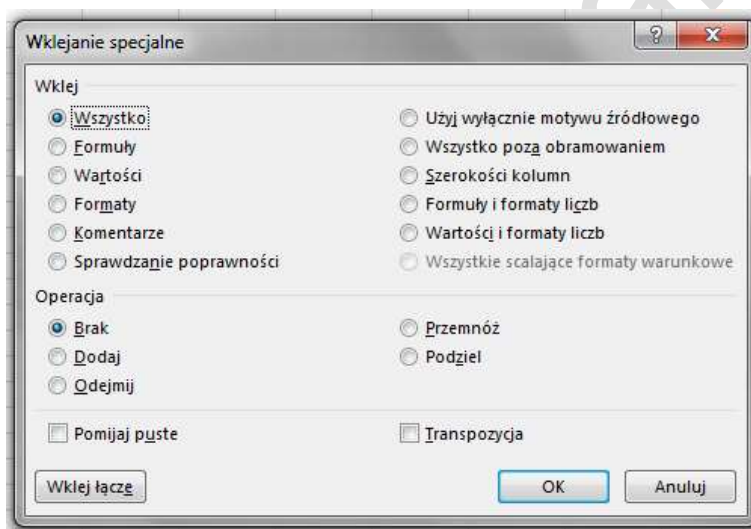 Wklejanie specjalne
Wklej
Wszystko
Formuły
Wartości
Formaty
Komentarze
Sprawdzanie poprawności
Użyj wyłącznie motywu źródłowego
Wszystko poza obramowaniem
Szerokości kolumn
Formuły i formaty liczb
Wartości i formaty liczb
Wszystkie scalające formaty warunkowe
Operacja
Brak
Dodaj
Odejmij
Przemnóż
Podziel
Pomijaj puste
Transpozycja
Wklej łącze
OK
Anuluj